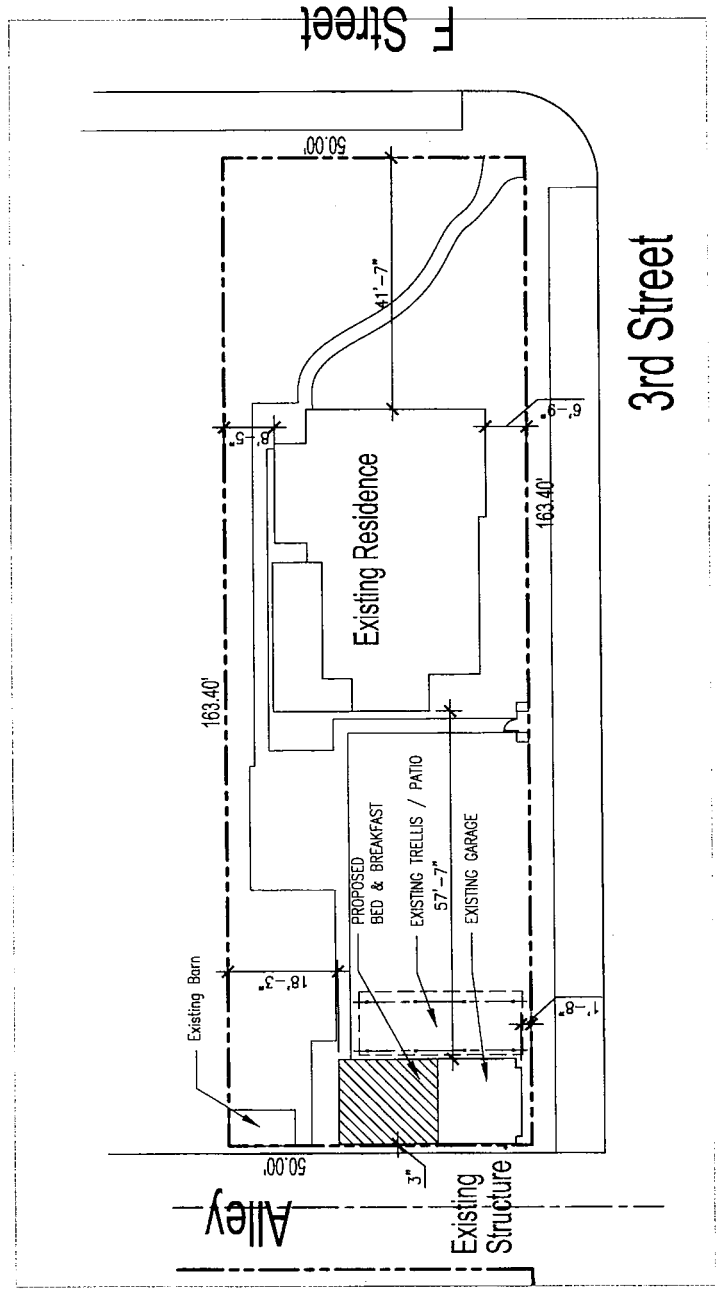 F Street
50.00'
41'-7"
3rd Street
8'-5"
6'-9"
163.40'
163.40'
Existing Residence
PROPOSED
BED & BREAKFAST
EXISTING TRELLIS / PATIO
57'-7"
EXISTING GARAGE
18'-3"
Existing Barn
1'-8"
50.00'
3"
Alley
Existing
Structure